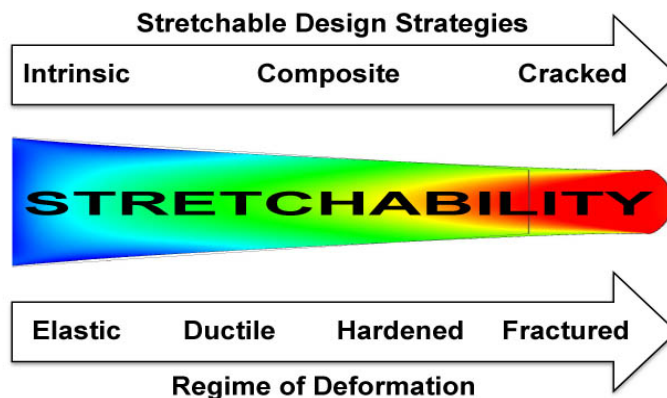 Stretchable Design Strategies
Intrinsic Composite Cracked
STRETCHABILITY
Elastic Ductile Hardened Fractured
Regime of Deformation